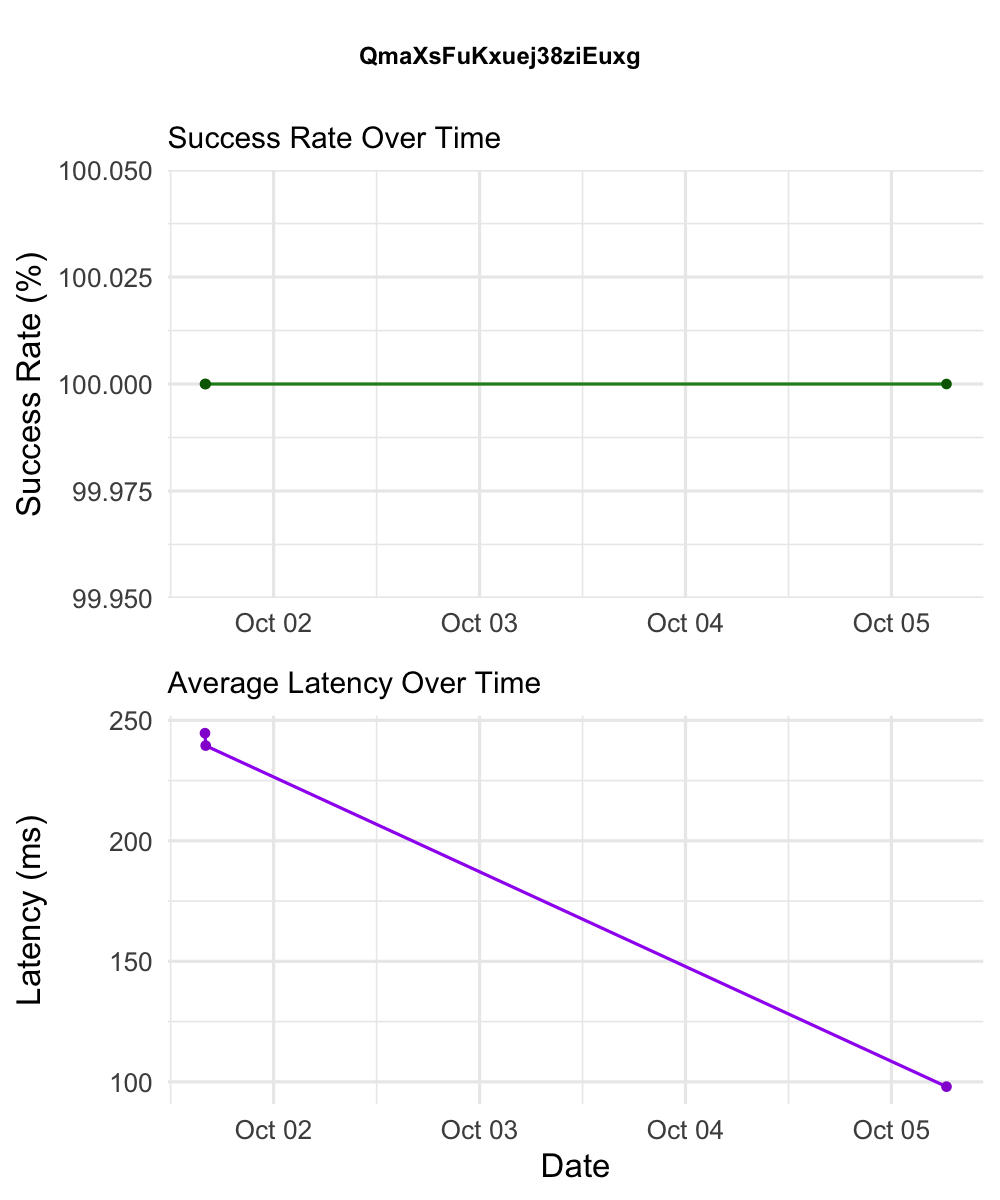 QmaXsFuKxuej38ziEuxg
Success Rate Over Time
Success Rate (%)
100.050
100.025
100.000
99.975
99.950
Oct 02 Oct 03 Oct 04 Oct 05
Average Latency Over Time
Latency (ms)
250
200
150
100
Oct 02 Oct 03 Oct 04 Oct 05
Date